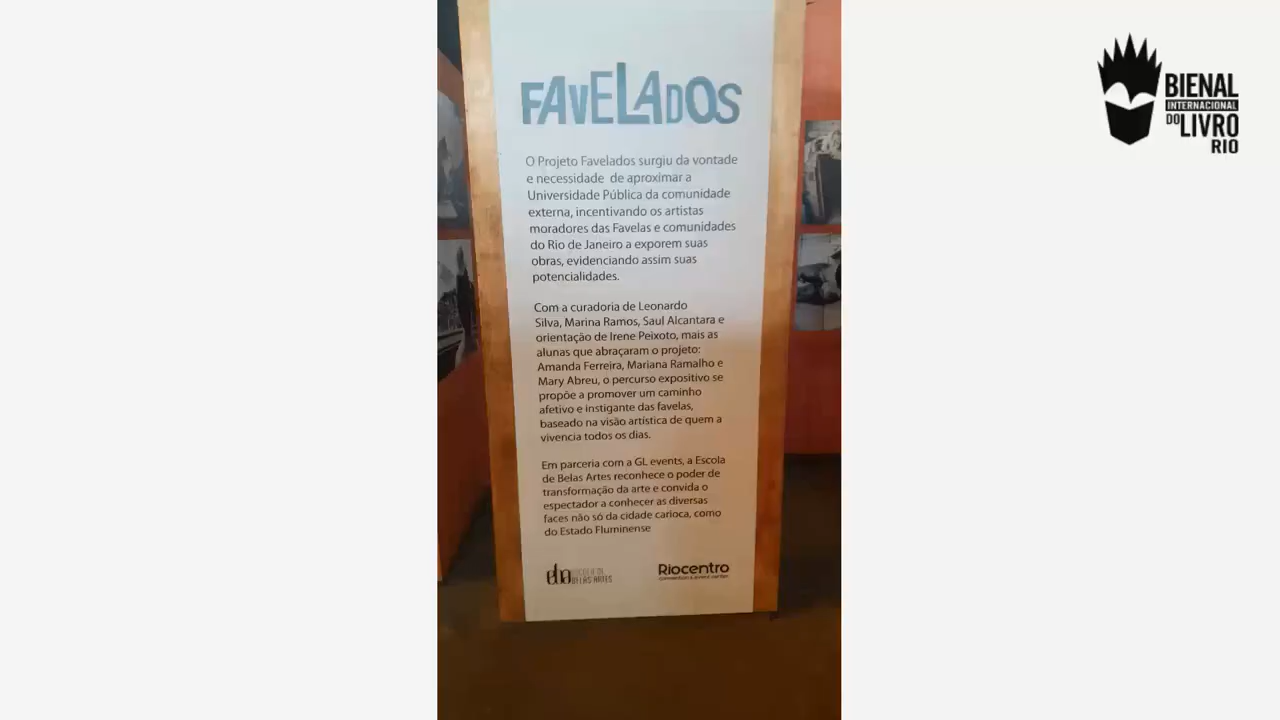 FAVELADOS
O Projeto Favelados surgiu da vontade
e necessidade de aproximar a
Universidade Pública da comunidade
externa, incentivando os artistas
moradores das Favelas e comunidades
do Rio de Janeiro a exporem suas
obras, evidenciando assim suas
potencialidades.
Com a curadoria de Leonardo
Silva, Marina Ramos, Saul Alcantara e
orientação de Irene Peixoto, mais as
alunas que abraçaram o projeto:
Amanda Ferreira, Mariana Ramalho e
Mary Abreu, o percurso expositivo se
propõe a promover um caminho
afetivo e instigante das favelas,
baseado na visão artística de quem a
vivencia todos os dias.
Em parceria com a GL events, a Escola
de Belas Artes reconhece o poder de
transformação da arte e convida o
espectador a conhecer as diversas
faces não só da cidade carioca, como
do Estado Fluminense
eba ESCOLA DE
BELAS ARTES
Riocentro
BIENAL
INTERNACIONAL
DO LIVRO
RIO